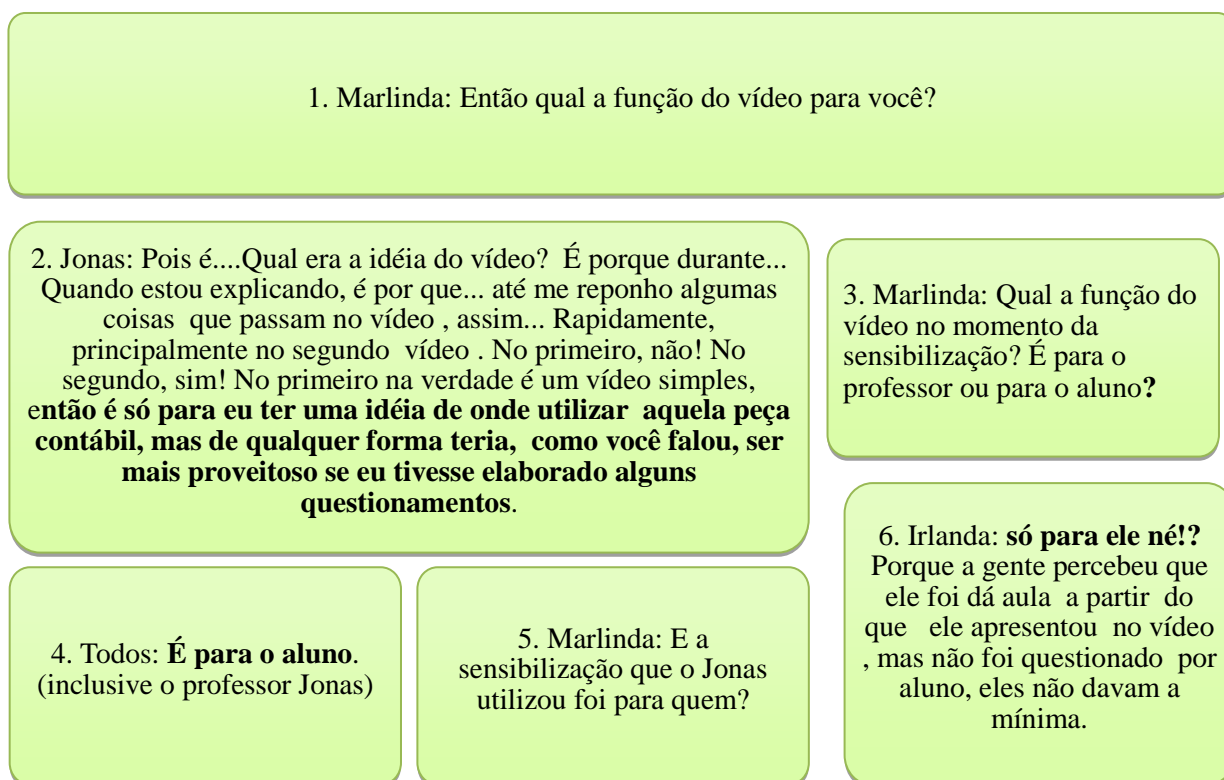 1. Marlinda: Então qual a função do vídeo para você?
2. Jonas: Pois é....Qual era a idéia do vídeo?  É porque durante...
Quando estou explicando, é por que... até me reponho algumas
coisas que passam no vídeo , assim... Rapidamente,
principalmente no segundo vídeo . No primeiro, não! No
segundo, sim! No primeiro na verdade é um vídeo simples,
então é só para eu ter uma idéia de onde utilizar aquela peça
contábil, mas de qualquer forma teria, como você falou, ser
mais proveitoso se eu tivesse elaborado alguns
questionamentos.
3. Marlinda: Qual a função do
vídeo no momento da
sensibilização? É para o
professor ou para o aluno?
4. Todos: É para o aluno.
(inclusive o professor Jonas)
5. Marlinda: E a
sensibilização que o Jonas
utilizou foi para quem?
6. Irlanda: só para ele né!?
Porque a gente percebeu que
ele foi dá aula a partir do
que ele apresentou no vídeo
, mas não foi questionado por
aluno, eles não davam a
mínima.